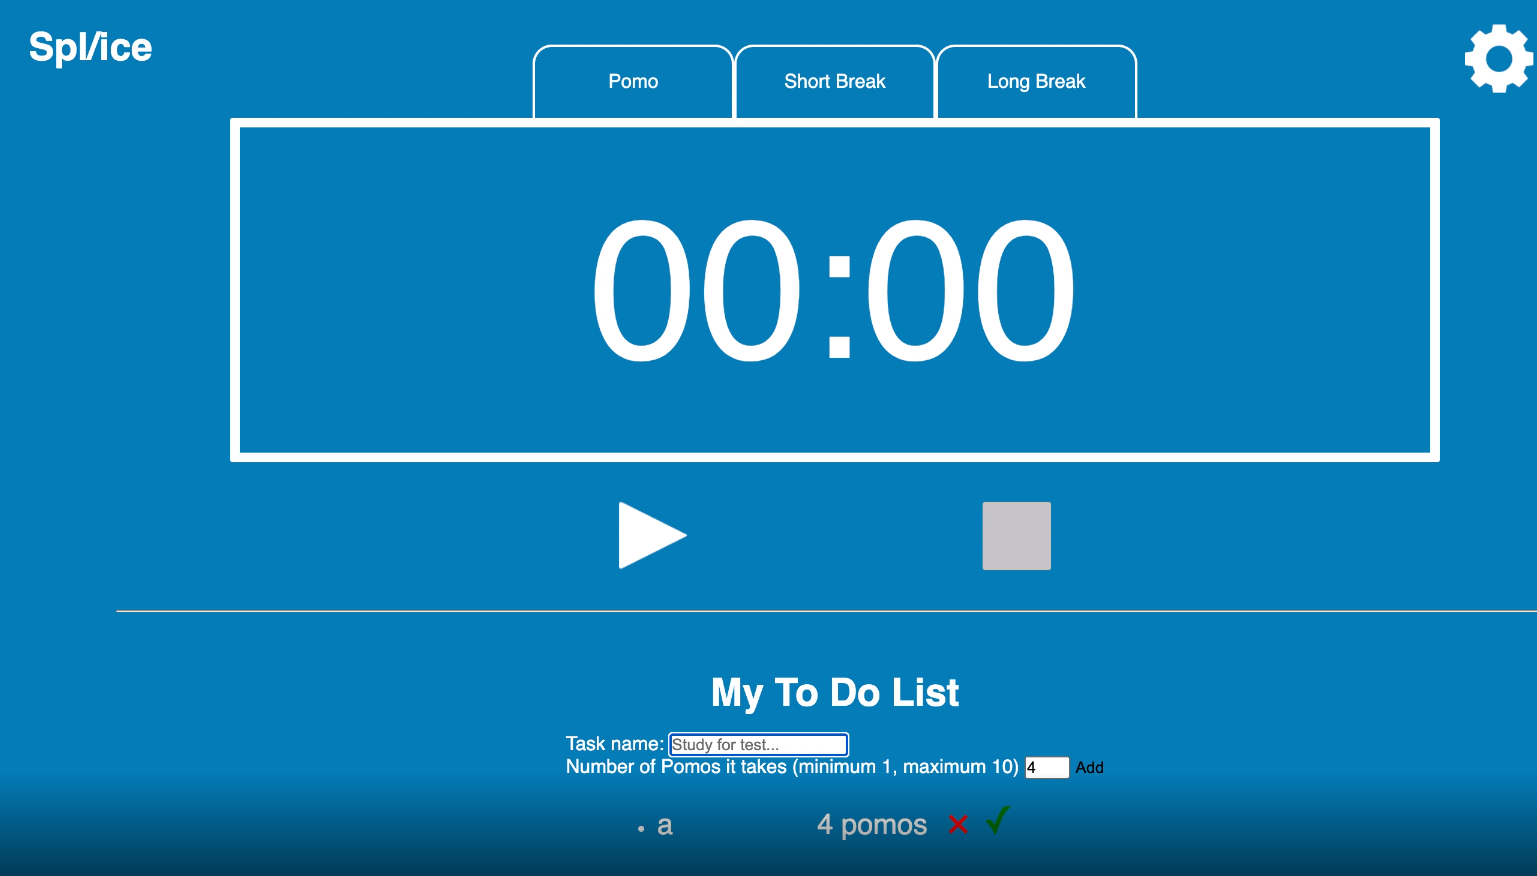 Spl/ice
Pomo
Short Break
Long Break
00:00
My To Do List
Task name: Study for test...
Number of Pomos it takes (minimum 1, maximum 10) 4 Add
• a 4 pomos ✕ ✔